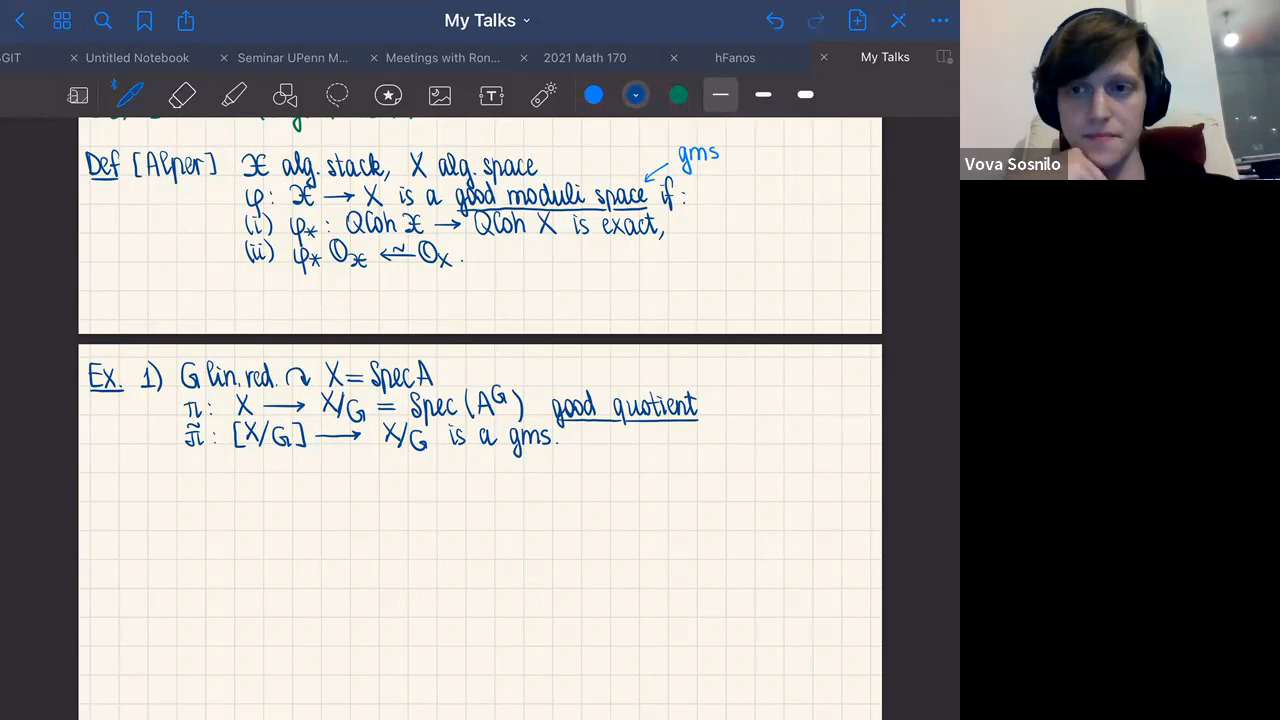 My Talks
GIT
Untitled Notebook
Seminar UPenn M...
Meetings with Ron...
2021 Math 170
hFanos
My Talks
Vova Sosnilo
Def [Alper] 𝒳 alg. stack, X alg. space
gms
φ: 𝒳 → X is a good moduli space if:
(i) φ_*: QCoh 𝒳 → QCoh X is exact,
(ii) φ_* 𝒪_𝒳 ⥲ 𝒪_X.
Ex. 1) G lin. red. ↷ X = Spec A
π: X → X/G = Spec(A^G) good quotient
π̃: [X/G] → X/G is a gms.